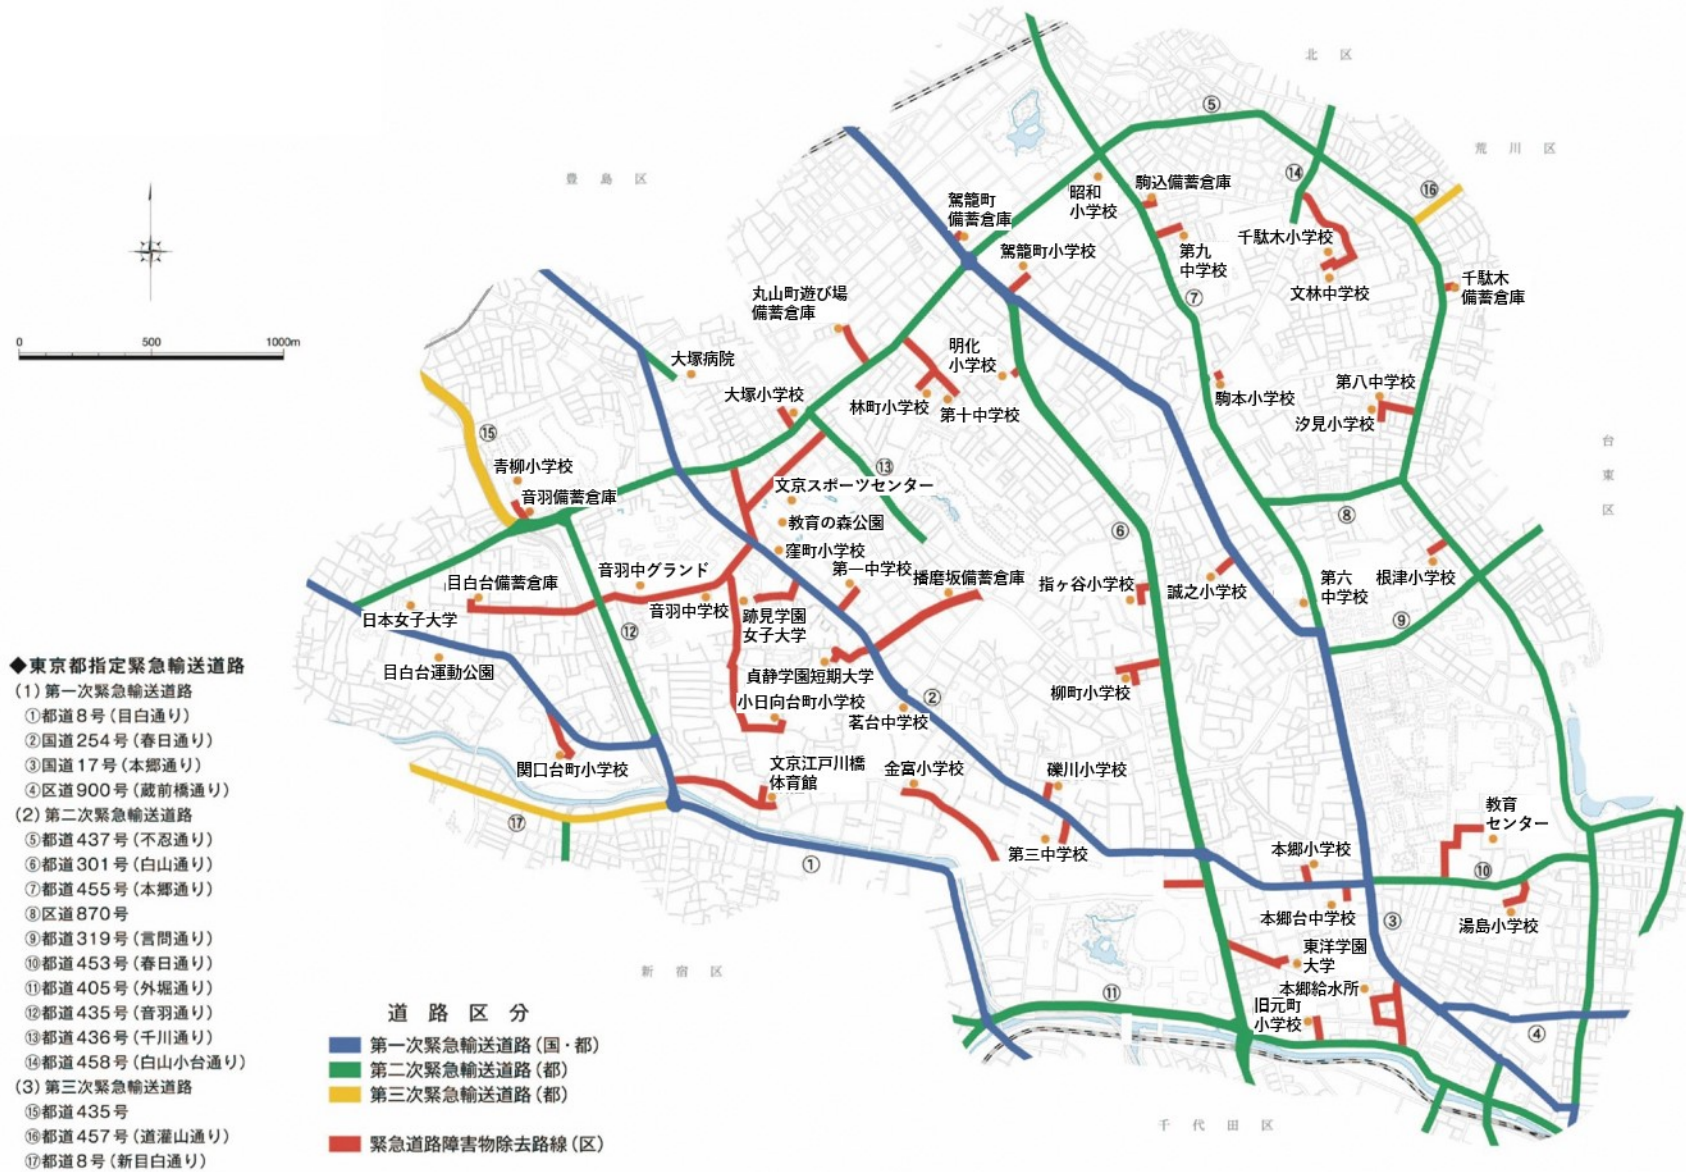 北区
⑤
荒川区
豊島区
⑭
⑯
駕籠町
備蓄倉庫
昭和
小学校
駒込備蓄倉庫
駕籠町小学校
第九
中学校
千駄木小学校
文林中学校
千駄木
備蓄倉庫
⑦
丸山町遊び場
備蓄倉庫
0 500 1000m
明化
小学校
大塚病院
大塚小学校
林町小学校
第十中学校
駒本小学校
第八中学校
汐見小学校
台東区
⑮
青柳小学校
音羽備蓄倉庫
⑬
文京スポーツセンター
教育の森公園
⑥
⑧
窪町小学校
第一中学校
播磨坂備蓄倉庫
音羽中グランド
目白台備蓄倉庫
指ヶ谷小学校
誠之小学校
第六
中学校
根津小学校
日本女子大学
音羽中学校
跡見学園
女子大学
⑫
⑨
目白台運動公園
貞静学園短期大学
柳町小学校
小日向台町小学校
②
茗台中学校
関口台町小学校
文京江戸川橋
体育館
金富小学校
礫川小学校
⑰
①
第三中学校
本郷小学校
教育
センター
⑩
本郷台中学校
③
湯島小学校
東洋学園
大学
新宿区
本郷給水所
⑪
旧元町
小学校
④
千代田区
◆東京都指定緊急輸送道路
(1)第一次緊急輸送道路
①都道8号(目白通り)
②国道254号(春日通り)
③国道17号(本郷通り)
④区道900号(蔵前橋通り)
(2)第二次緊急輸送道路
⑤都道437号(不忍通り)
⑥都道301号(白山通り)
⑦都道455号(本郷通り)
⑧区道870号
⑨都道319号(言問通り)
⑩都道453号(春日通り)
⑪都道405号(外堀通り)
⑫都道435号(音羽通り)
⑬都道436号(千川通り)
⑭都道458号(白山小台通り)
(3)第三次緊急輸送道路
⑮都道435号
⑯都道457号(道灌山通り)
⑰都道8号(新目白通り)
道路区分
第一次緊急輸送道路(国・都)
第二次緊急輸送道路(都)
第三次緊急輸送道路(都)
緊急道路障害物除去路線(区)